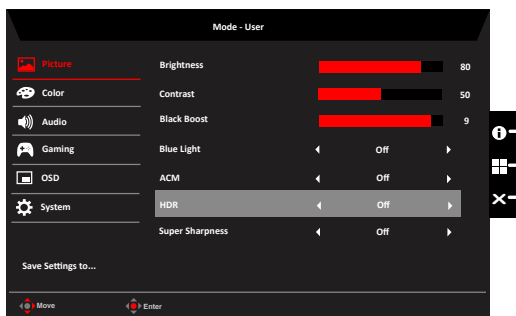 Mode - User
Picture
Color
Audio
Gaming
OSD
System
Save Settings to...
Brightness 80
Contrast 50
Black Boost 9
Blue Light Off
ACM Off
HDR Off
Super Sharpness Off
Move Enter